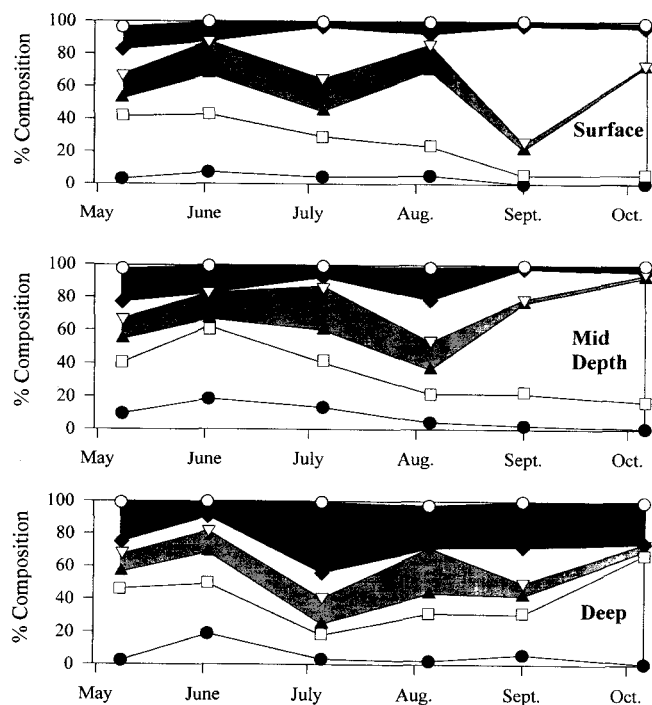 100
80
60
40
20
0
% Composition
Surface
May June July Aug. Sept. Oct.
100
80
60
40
20
0
% Composition
Mid
Depth
May June July Aug. Sept. Oct.
100
80
60
40
20
0
% Composition
Deep
May June July Aug. Sept. Oct.